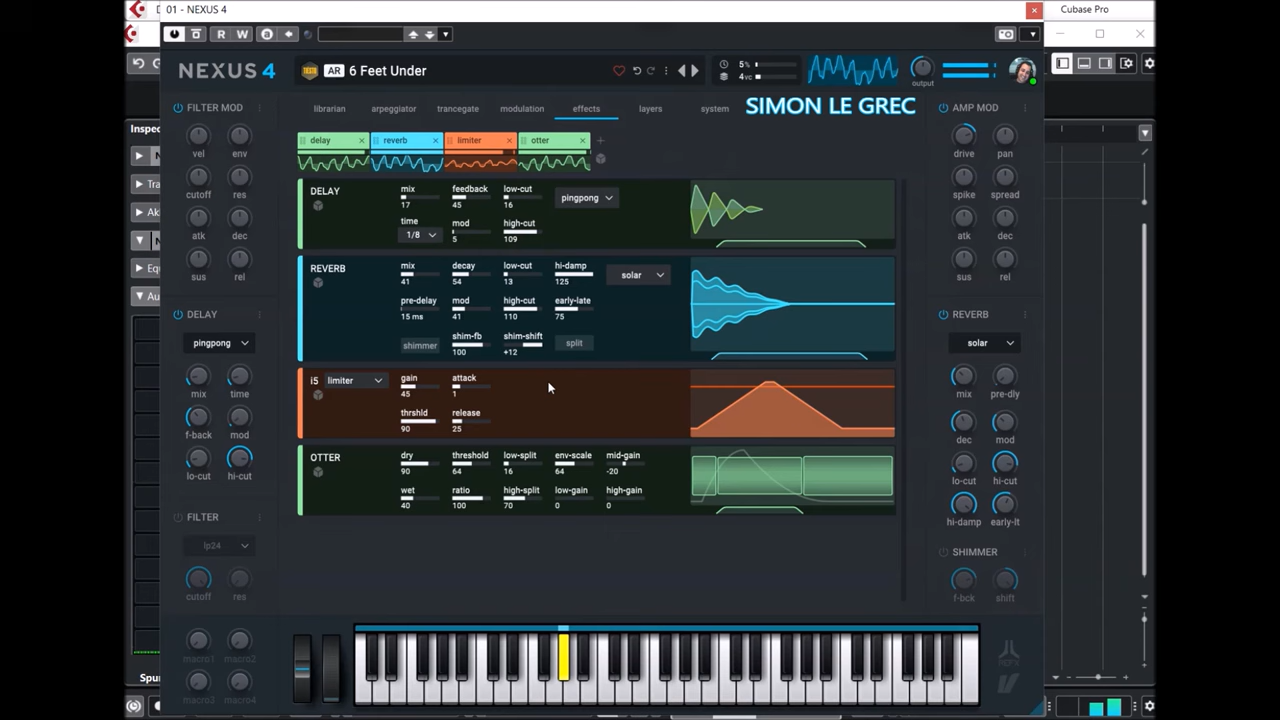 01 - NEXUS 4
Cubase Pro
R W
NEXUS 4
AR 6 Feet Under
5%
4vc
output
librarian arpeggiator trancegate modulation effects layers system
SIMON LE GREC
FILTER MOD
vel env
cutoff res
atk dec
sus rel
DELAY
pingpong
mix time
f-back mod
lo-cut hi-cut
FILTER
lp24
cutoff res
macro1 macro2
macro3 macro4
delay reverb limiter otter
DELAY
mix feedback low-cut
17 45 16
pingpong
time mod high-cut
1/8 5 109
REVERB
mix decay low-cut hi-damp
41 54 13 125
solar
pre-delay mod high-cut early-late
15 ms 41 110 75
shimmer shim-fb shim-shift split
100 +12
i5 limiter
gain attack
45 1
thrshld release
90 25
OTTER
dry threshold low-split env-scale mid-gain
90 64 16 64 -20
wet ratio high-split low-gain high-gain
40 100 70 0 0
AMP MOD
drive pan
spike spread
atk dec
sus rel
REVERB
solar
mix pre-dly
dec mod
lo-cut hi-cut
hi-damp early-lt
SHIMMER
f-bck shift
Inspec
Tra
Equ
Au